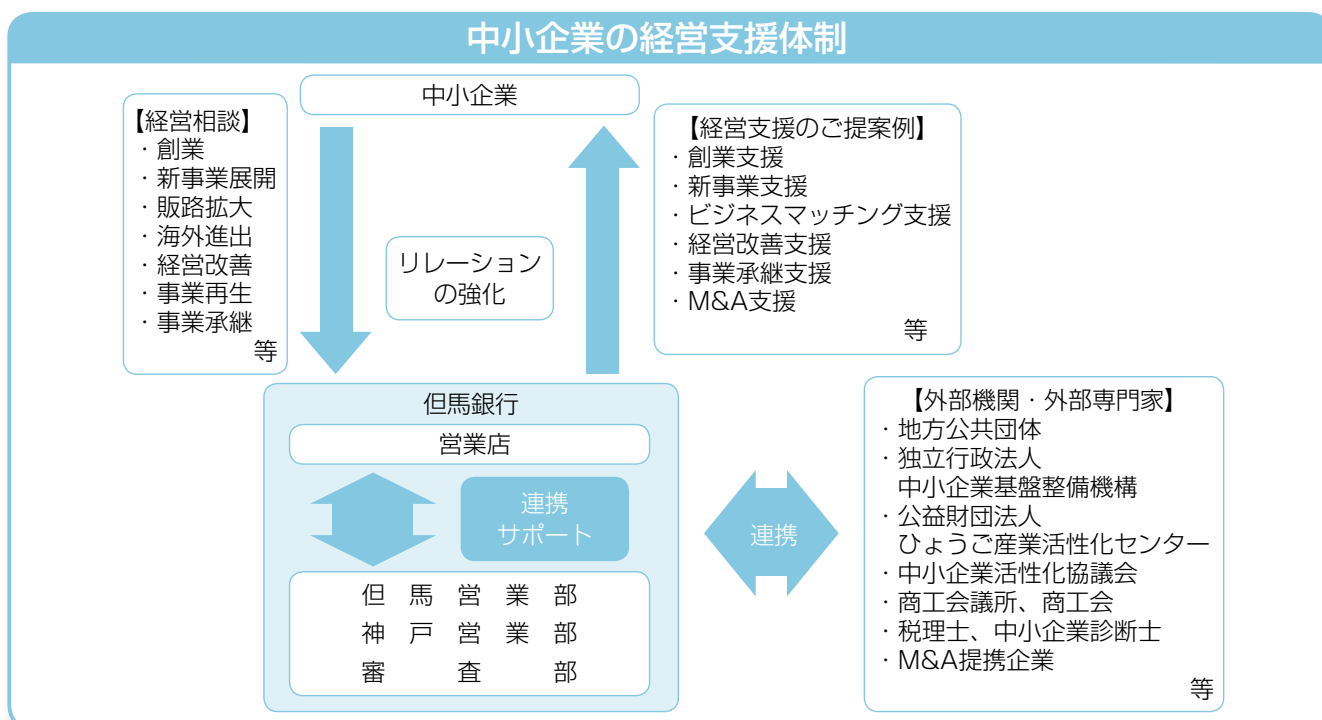 中小企業の経営支援体制
中小企業
【経営相談】
・創業
・新事業展開
・販路拡大
・海外進出
・経営改善
・事業再生
・事業承継
等
リレーション
の強化
【経営支援のご提案例】
・創業支援
・新事業支援
・ビジネスマッチング支援
・経営改善支援
・事業承継支援
・M&A支援
等
但馬銀行
営業店
連携
サポート
但馬営業部
神戸営業部
審査部
連携
【外部機関・外部専門家】
・地方公共団体
・独立行政法人
中小企業基盤整備機構
・公益財団法人
ひょうご産業活性化センター
・中小企業活性化協議会
・商工会議所、商工会
・税理士、中小企業診断士
・M&A提携企業
等